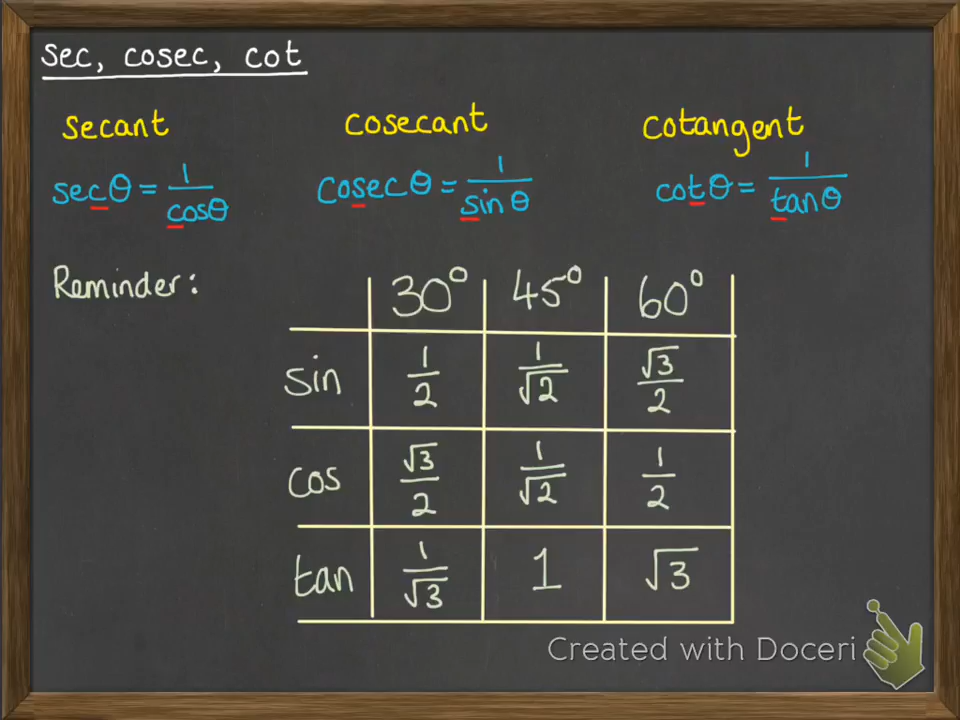 sec, cosec, cot
secant cosecant cotangent
secθ = 1/cosθ cosecθ = 1/sinθ cotθ = 1/tanθ
Reminder:
30° 45° 60°
sin 1/2 1/√2 √3/2
cos √3/2 1/√2 1/2
tan 1/√3 1 √3
Created with Doceri